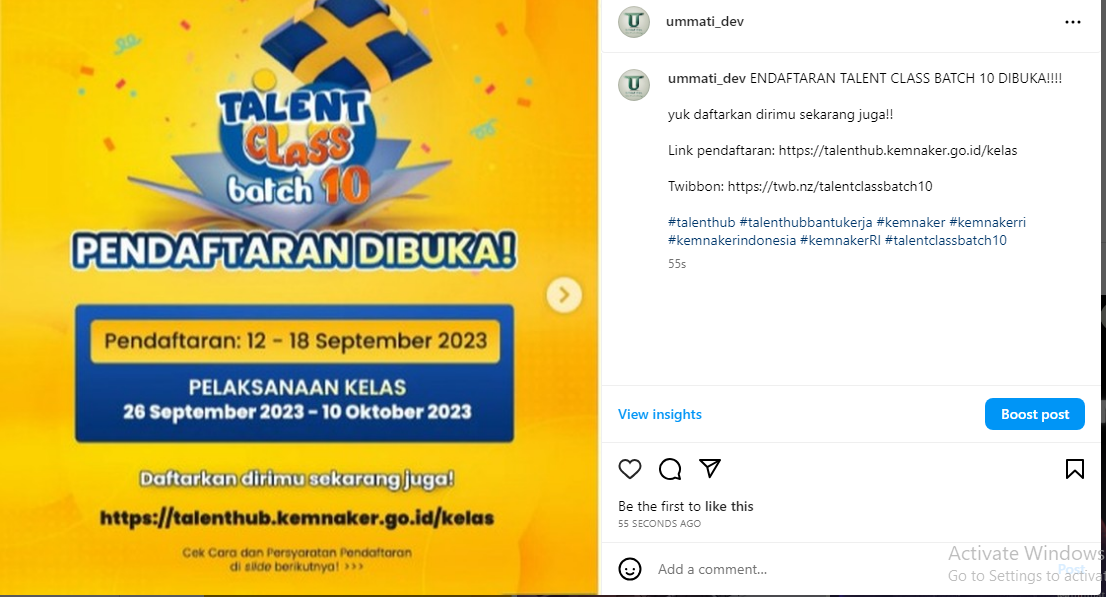 TALENT
CLASS
batch 10
PENDAFTARAN DIBUKA!
Pendaftaran: 12 - 18 September 2023
PELAKSANAAN KELAS
26 September 2023 - 10 Oktober 2023
Daftarkan dirimu sekarang juga!
https://talenthub.kemnaker.go.id/kelas
Cek Cara dan Persyaratan Pendaftaran
di slide berikutnya! >>>
ummati_dev
ummati_dev ENDAFTARAN TALENT CLASS BATCH 10 DIBUKA!!!!
yuk daftarkan dirimu sekarang juga!!
Link pendaftaran: https://talenthub.kemnaker.go.id/kelas
Twibbon: https://twb.nz/talentclassbatch10
#talenthub #talenthubbantukerja #kemnaker #kemnakerri
#kemnakerindonesia #kemnakerRI #talentclassbatch10
55s
View insights
Boost post
Be the first to like this
55 SECONDS AGO
Add a comment...
Post
Activate Windows
Go to Settings to activa